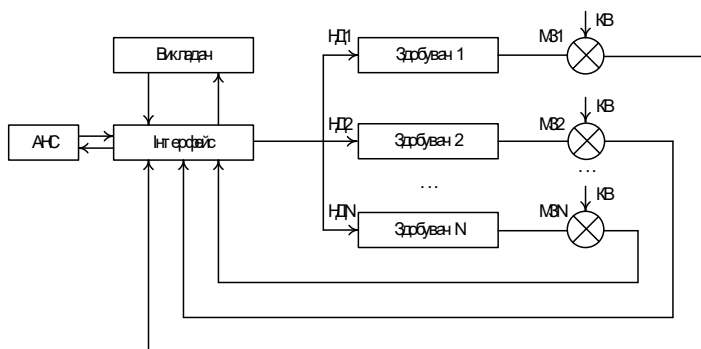 НД1
Здобувач 1
МЗ1
КВ
Викладач
АНС
Інтерфейс
НД2
Здобувач 2
МЗ2
КВ
...
...
НДN
Здобувач N
МЗN
КВ